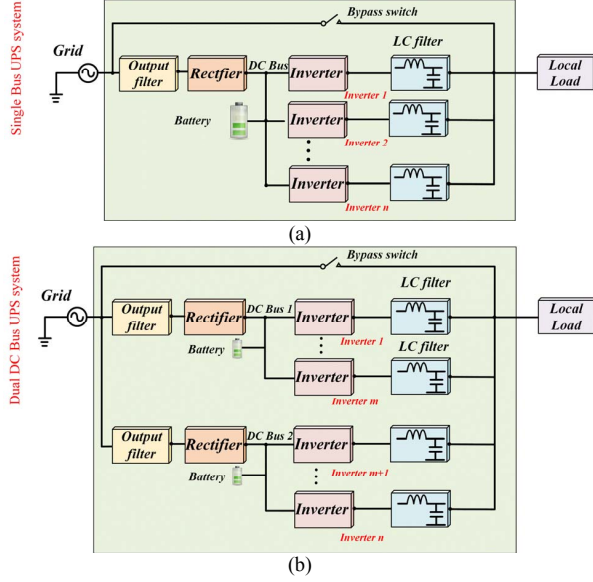 Single Bus UPS system
Bypass switch
Grid
Output
filter
Rectfier
DC Bus
Inverter
LC filter
Local
Load
Inverter 1
Battery
Inverter
Inverter 2
Inverter
Inverter n
(a)
Dual DC Bus UPS system
Bypass switch
Grid
LC filter
Output
filter
Rectifier
DC Bus 1
Inverter
Local
Load
Battery
Inverter 1
LC filter
Inverter
Inverter m
Output
filter
Rectifier
DC Bus 2
Inverter
Battery
Inverter m+1
Inverter
Inverter n
(b)